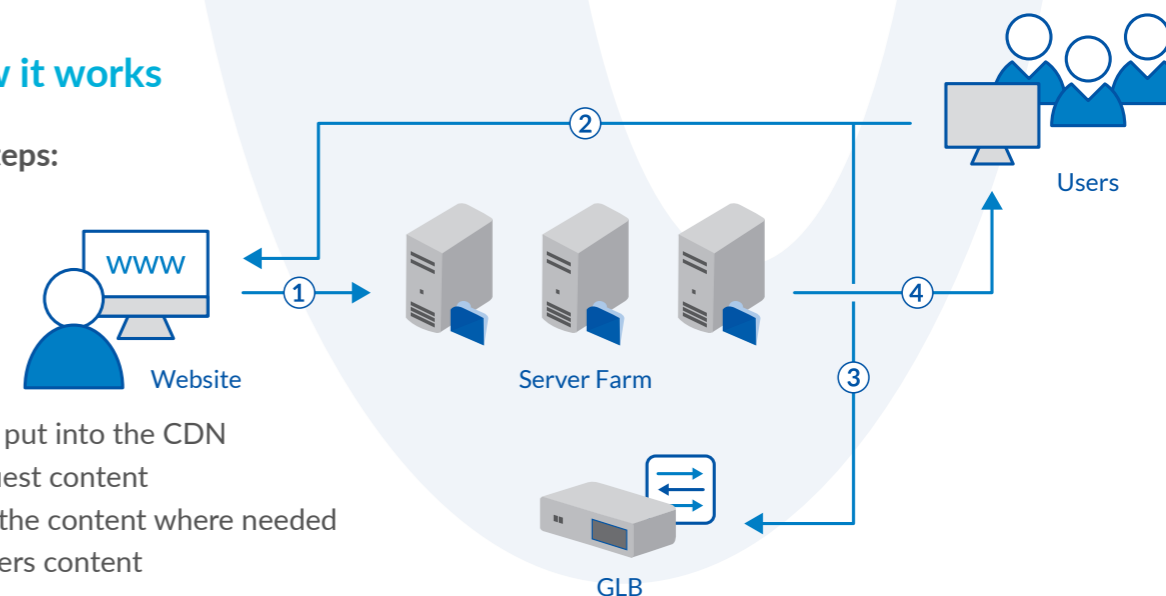 it works
teps:
2
Users
www
1
4
Website
Server Farm
3
put into the CDN
uest content
the content where needed
ers content
GLB